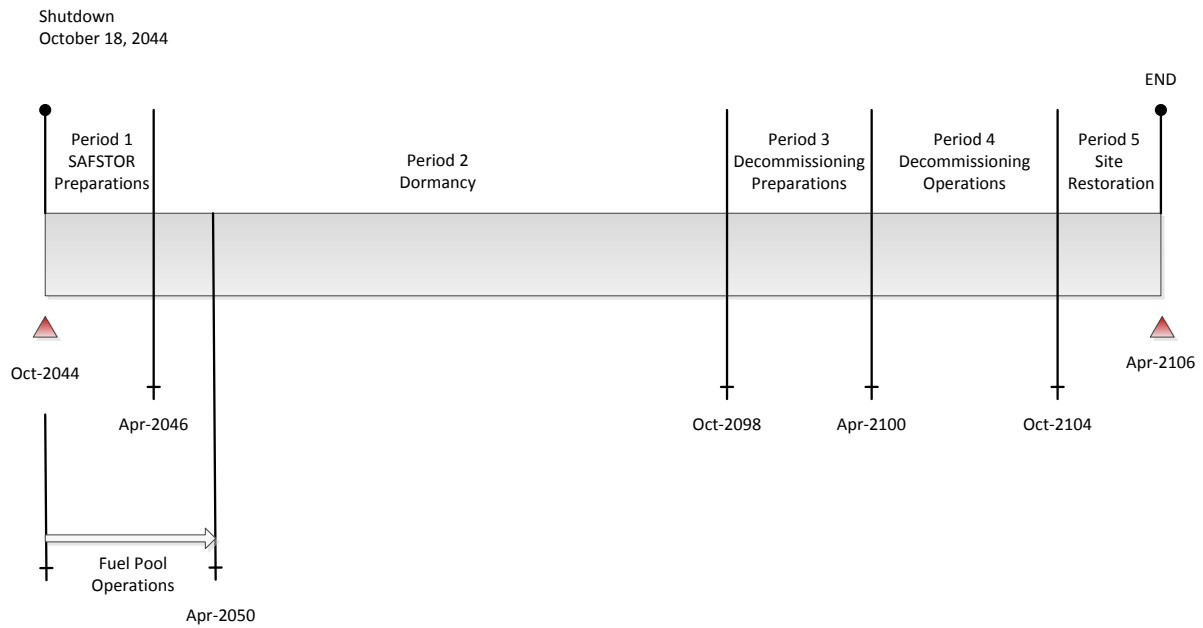 Shutdown
October 18, 2044
END
Period 1
SAFSTOR
Preparations
Period 2
Dormancy
Period 3
Decommissioning
Preparations
Period 4
Decommissioning
Operations
Period 5
Site
Restoration
Oct-2044
Apr-2106
Apr-2046
Oct-2098
Apr-2100
Oct-2104
Fuel Pool
Operations
Apr-2050